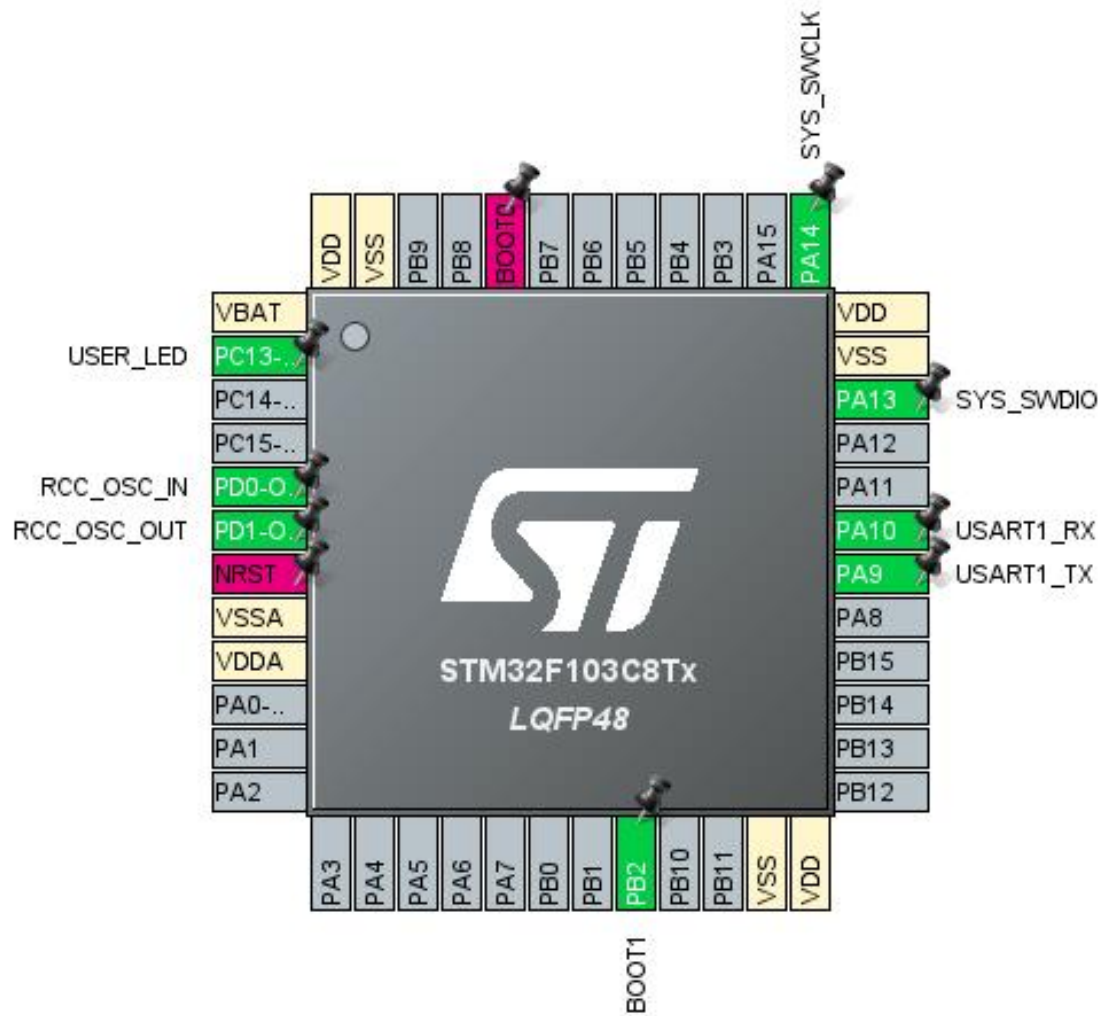 SYS_SWCLK
VDD
VSS
PB9
PB8
BOOT0
PB7
PB6
PB5
PB4
PB3
PA15
PA14
VBAT
USER_LED PC13-..
PC14-..
PC15-..
RCC_OSC_IN PD0-O..
RCC_OSC_OUT PD1-O..
NRST
VSSA
VDDA
PA0-..
PA1
PA2
VDD
VSS
PA13 SYS_SWDIO
PA12
PA11
PA10 USART1_RX
PA9 USART1_TX
PA8
PB15
PB14
PB13
PB12
ST
STM32F103C8Tx
LQFP48
PA3
PA4
PA5
PA6
PA7
PB0
PB1
PB2
PB10
PB11
VSS
VDD
BOOT1